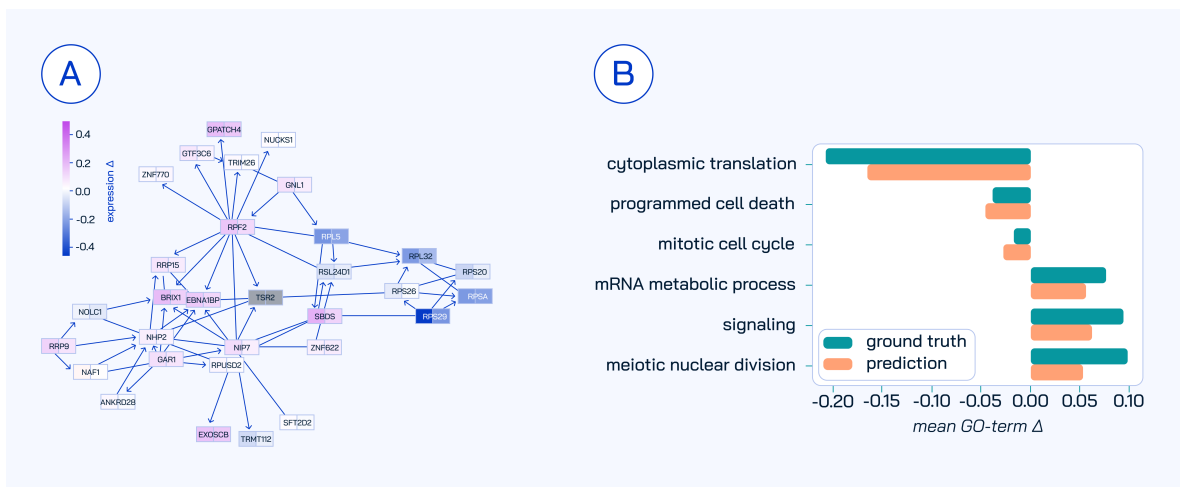 A
B
GPATCH4
NUCKS1
GTF3C6
TRIM26
ZNF770
GNL1
0.4
0.2
0.0
-0.2
-0.4
expression Δ
RPF2
RPL5
RPL32
RRP15
RSL24D1
RPS20
BRIX1
EBNA1BP
TSR2
RPS26
RPSA
NOLC1
SBDS
RPS29
NHP2
RRP9
GAR1
NIP7
ZNF622
NAF1
RPUSD2
ANKRD28
SFT2D2
EXOSC8
TRMT112
cytoplasmic translation
programmed cell death
mitotic cell cycle
mRNA metabolic process
signaling
meiotic nuclear division
ground truth
prediction
-0.20 -0.15 -0.10 -0.05 0.00 0.05 0.10
mean GO-term Δ